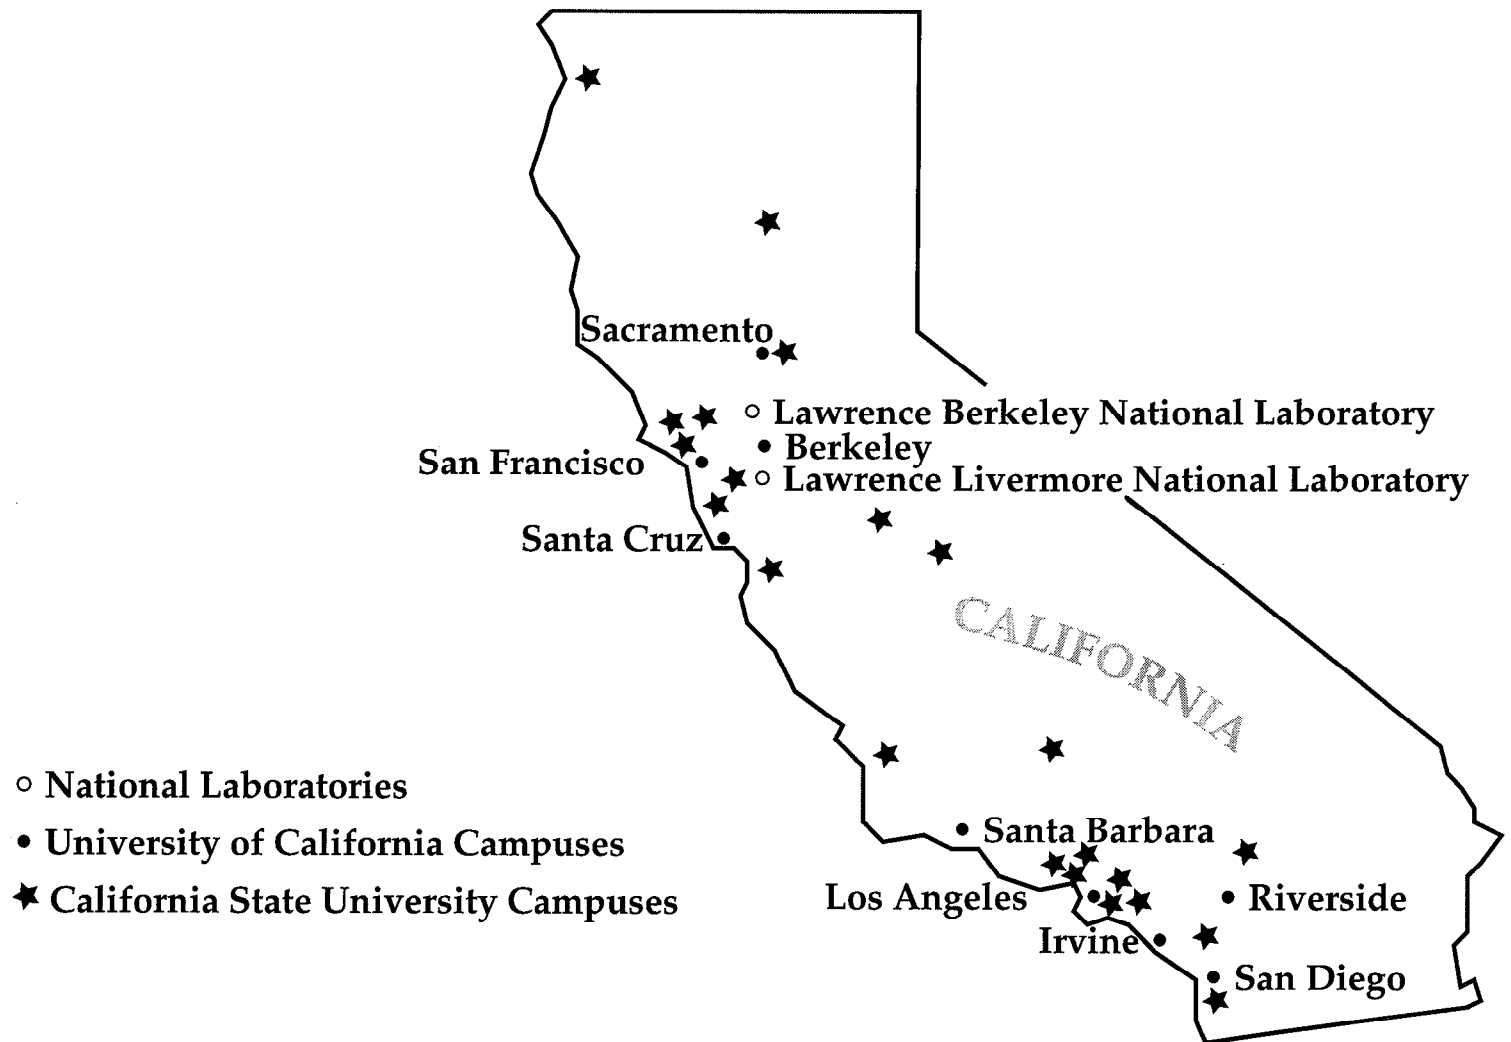 Sacramento
Lawrence Berkeley National Laboratory
Berkeley
San Francisco
Lawrence Livermore National Laboratory
Santa Cruz
CALIFORNIA
National Laboratories
University of California Campuses
California State University Campuses
Santa Barbara
Los Angeles
Riverside
Irvine
San Diego